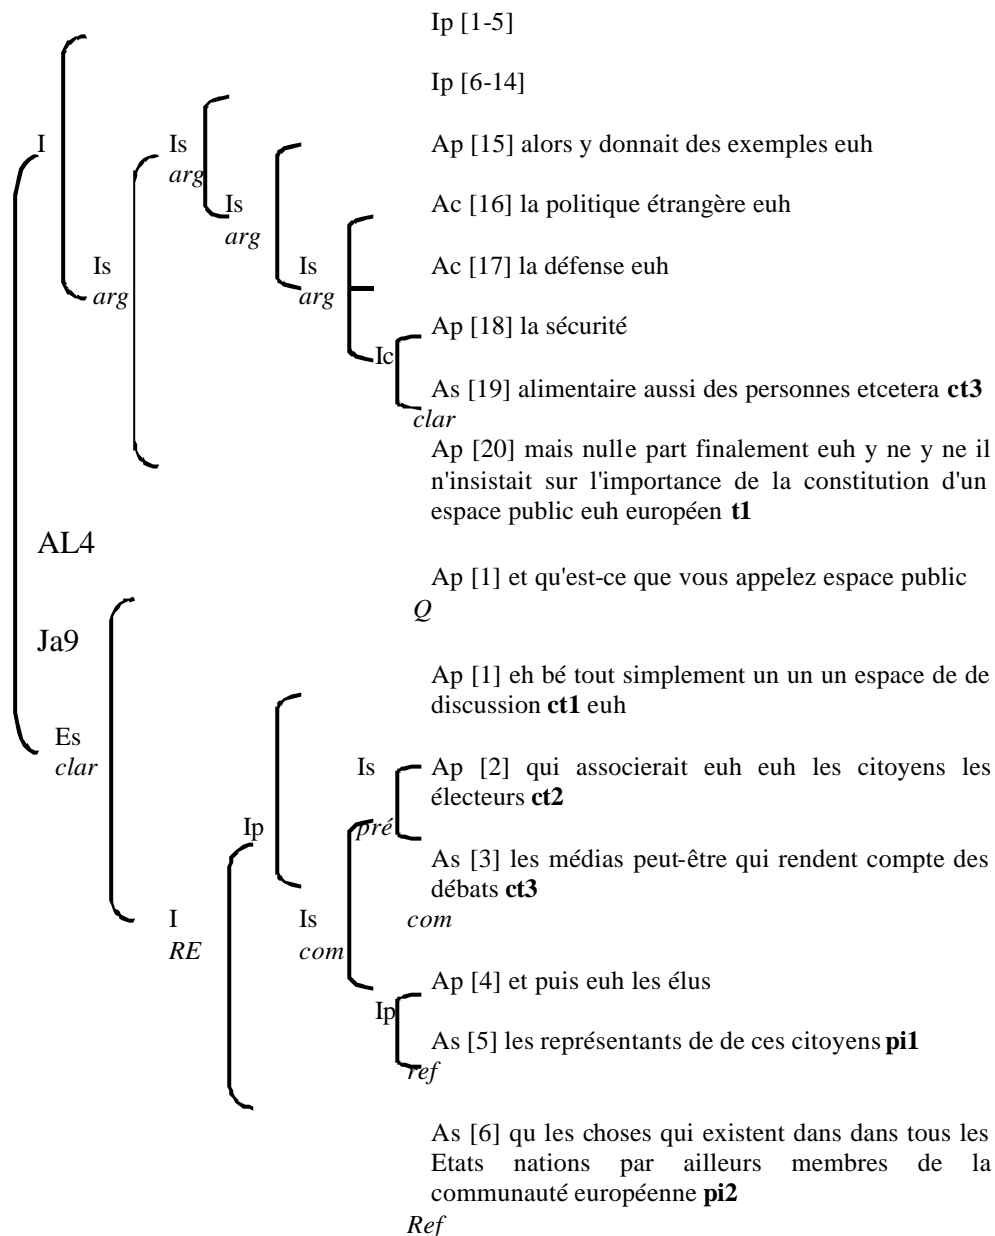 Ip [1-5]
Ip [6-14]
I Is Ap [15] alors y donnait des exemples euh
arg
Is Ac [16] la politique étrangère euh
arg
Is Is Ac [17] la défense euh
arg arg
Ap [18] la sécurité
Ic
As [19] alimentaire aussi des personnes etcetera ct3
clar
Ap [20] mais nulle part finalement euh y ne y ne il
n'insistait sur l'importance de la constitution d'un
espace public euh européen t1
AL4
Ap [1] et qu'est-ce que vous appelez espace public
Q
Ja9
Ap [1] eh bé tout simplement un un un espace de de
discussion ct1 euh
Es
clar Is Ap [2] qui associerait euh euh les citoyens les
électeurs ct2
Ip pré
As [3] les médias peut-être qui rendent compte des
débats ct3
I Is com
RE com
Ap [4] et puis euh les élus
Ip
As [5] les représentants de de ces citoyens pi1
ref
As [6] qu les choses qui existent dans dans tous les
Etats nations par ailleurs membres de la
communauté européenne pi2
Ref